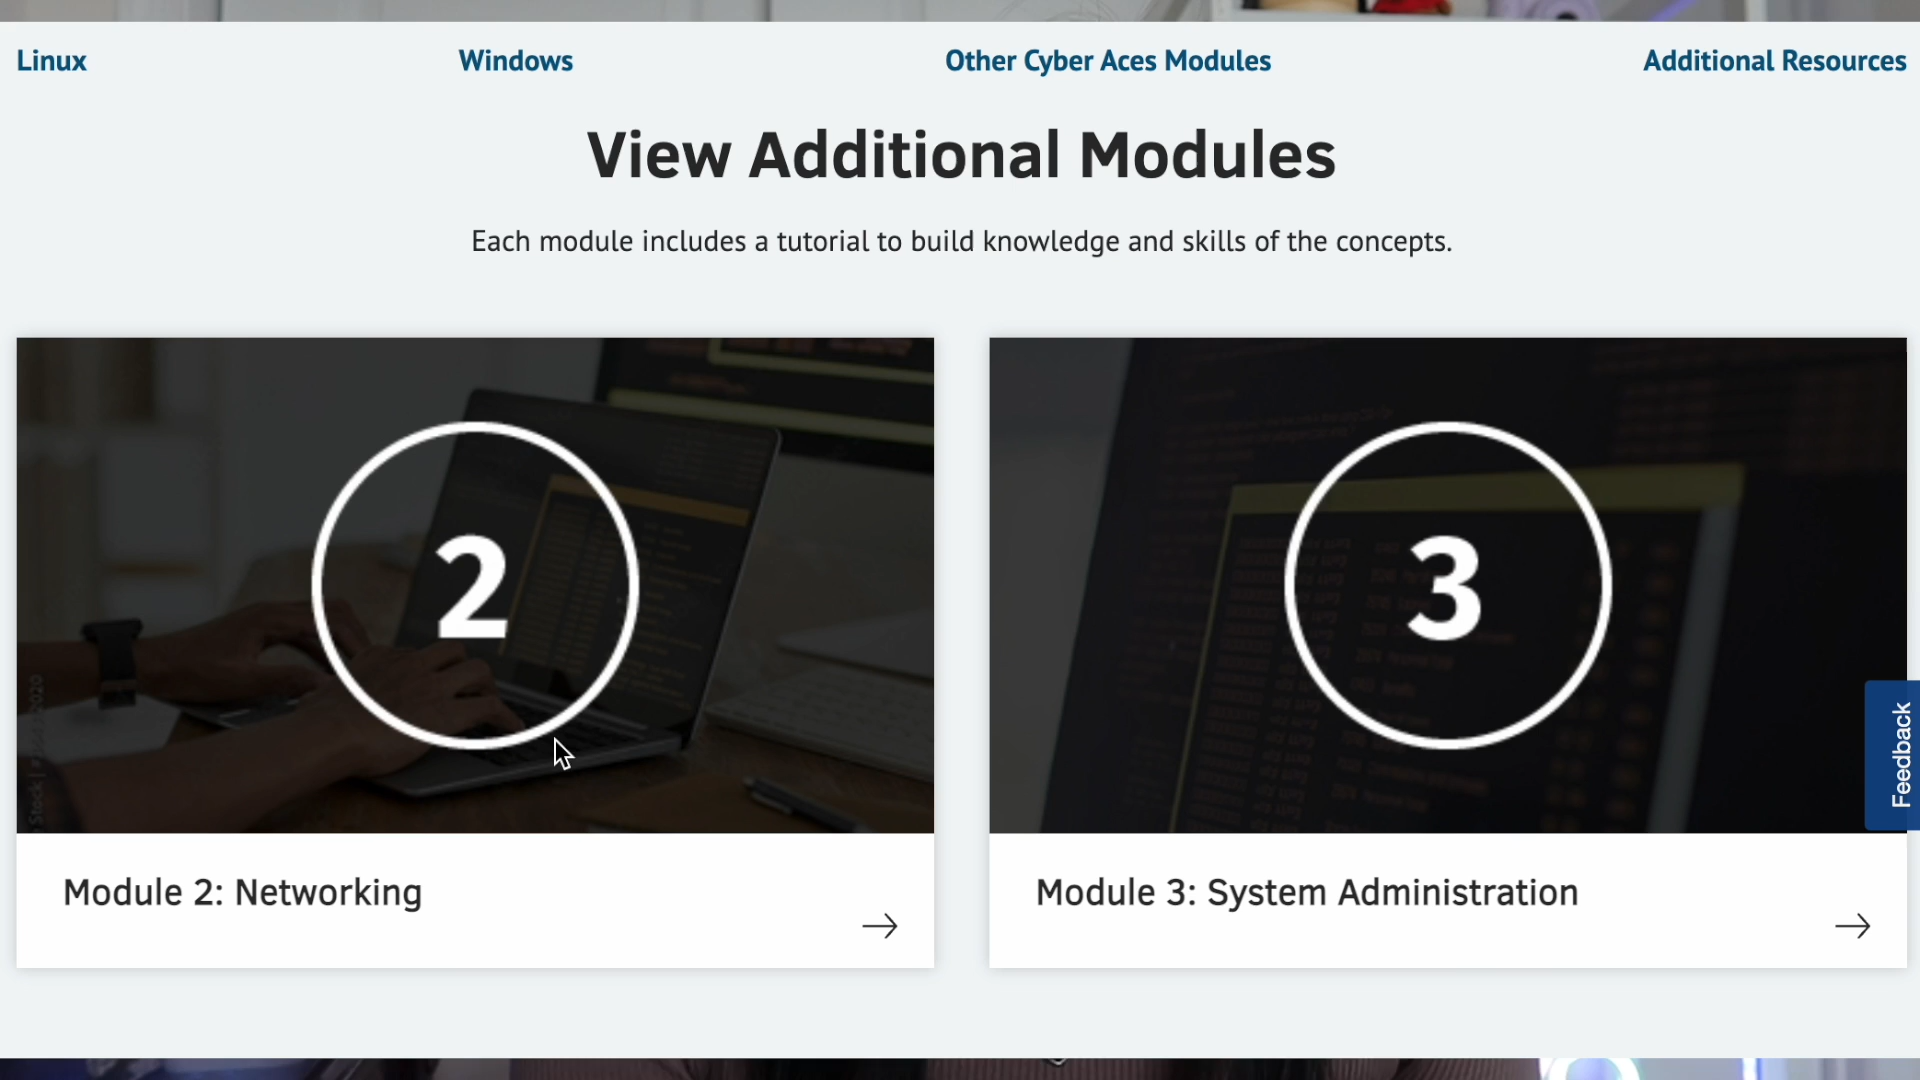 Linux
Windows
Other Cyber Aces Modules
Additional Resources
View Additional Modules
Each module includes a tutorial to build knowledge and skills of the concepts.
2
3
Feedback
Module 2: Networking
Module 3: System Administration